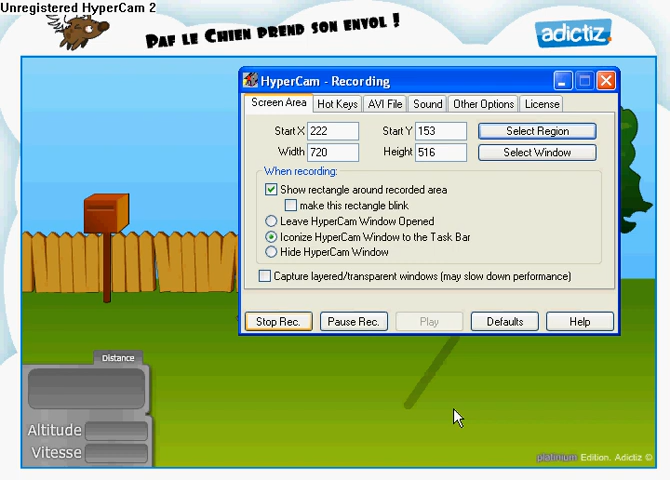 Unregistered HyperCam 2
PAF LE CHIEN PREND SON ENVOL !
adictiz
HyperCam - Recording
Screen Area
Hot Keys
AVI File
Sound
Other Options
License
Start X 222
Start Y 153
Select Region
Width 720
Height 516
Select Window
When recording:
Show rectangle around recorded area
make this rectangle blink
Leave HyperCam Window Opened
Iconize HyperCam Window to the Task Bar
Hide HyperCam Window
Capture layered/transparent windows (may slow down performance)
Stop Rec.
Pause Rec.
Play
Defaults
Help
Distance
Altitude
Vitesse
platinium Edition. Adictiz ©